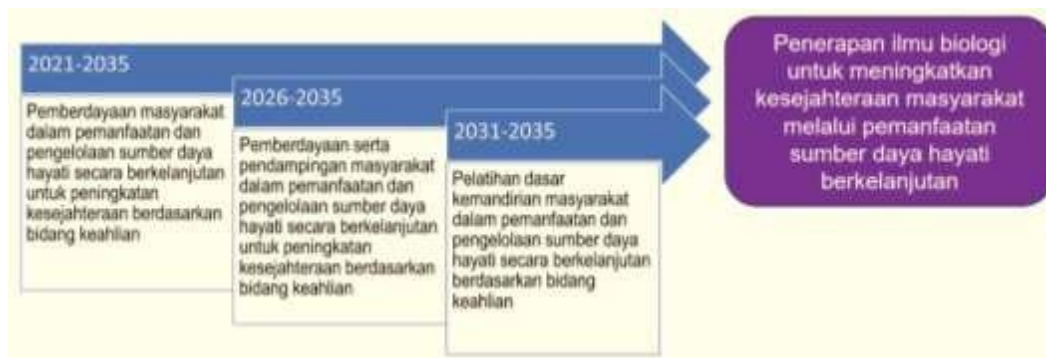 2021-2035
Pemberdayaan masyarakat
dalam pemanfaatan dan
pengelolaan sumber daya
hayati secara berkelanjutan
untuk peningkatan
kesejahteraan berdasarkan
bidang keahlian
2026-2035
Pemberdayaan serta
pendampingan masyarakat
dalam pemanfaatan dan
pengelolaan sumber daya
hayati secara berkelanjutan
untuk peningkatan
kesejahteraan berdasarkan
bidang keahlian
2031-2035
Pelatihan dasar
kemandirian masyarakat
dalam pemanfaatan dan
pengelolaan sumber daya
hayati secara berkelanjutan
berdasarkan bidang
keahlian
Penerapan ilmu biologi
untuk meningkatkan
kesejahteraan masyarakat
melalui pemanfaatan
sumber daya hayati
berkelanjutan